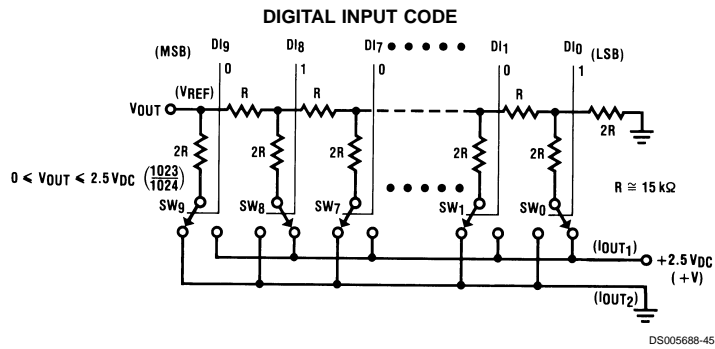 DIGITAL INPUT CODE
(MSB) DI9 DI8 DI7 DI1 DI0 (LSB)
0 1 0 0 1
(VREF) R R R
VOUT
2R 2R 2R 2R 2R 2R
0 ≤ VOUT ≤ 2.5 VDC (1023/1024)
R ≅ 15 kΩ
SW9 SW8 SW7 SW1 SW0
(IOUT1) +2.5 VDC
(+V)
(IOUT2)
DS005688-45